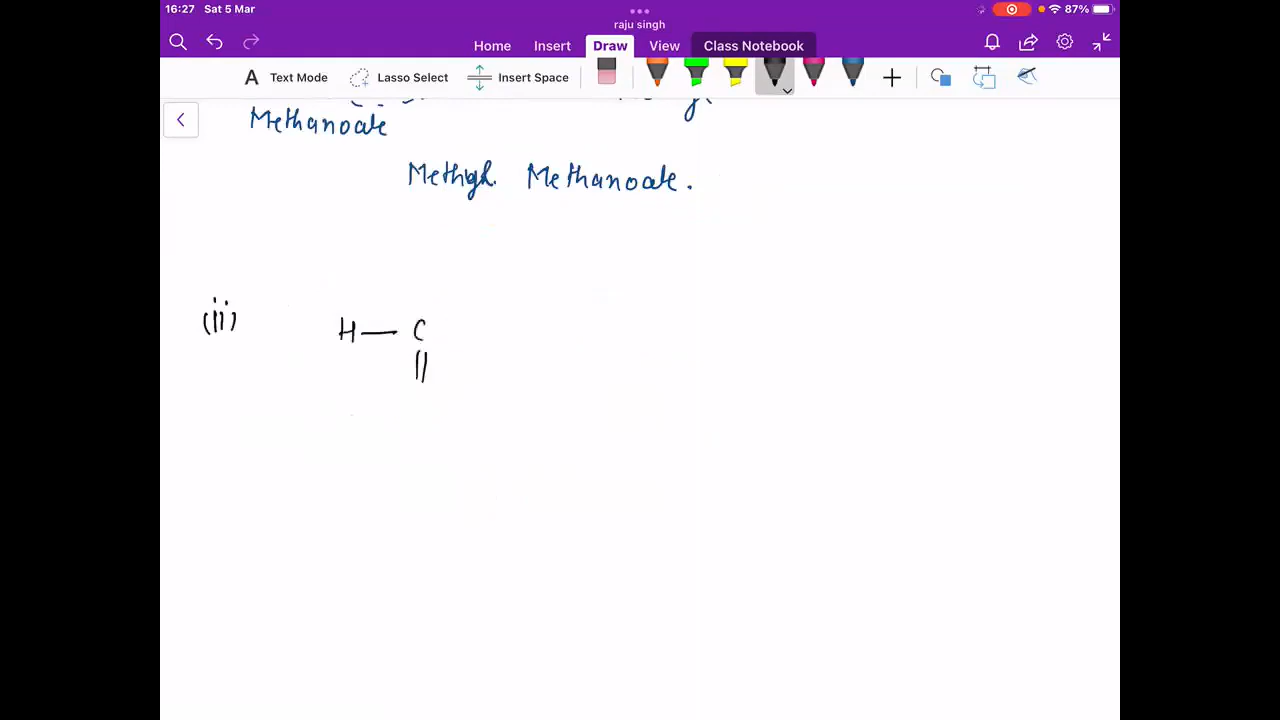 16:27 Sat 5 Mar
87%
raju singh
Home Insert Draw View Class Notebook
A Text Mode Lasso Select Insert Space
Methanoate
Methyl. Methanoate.
(ii) H — C
||